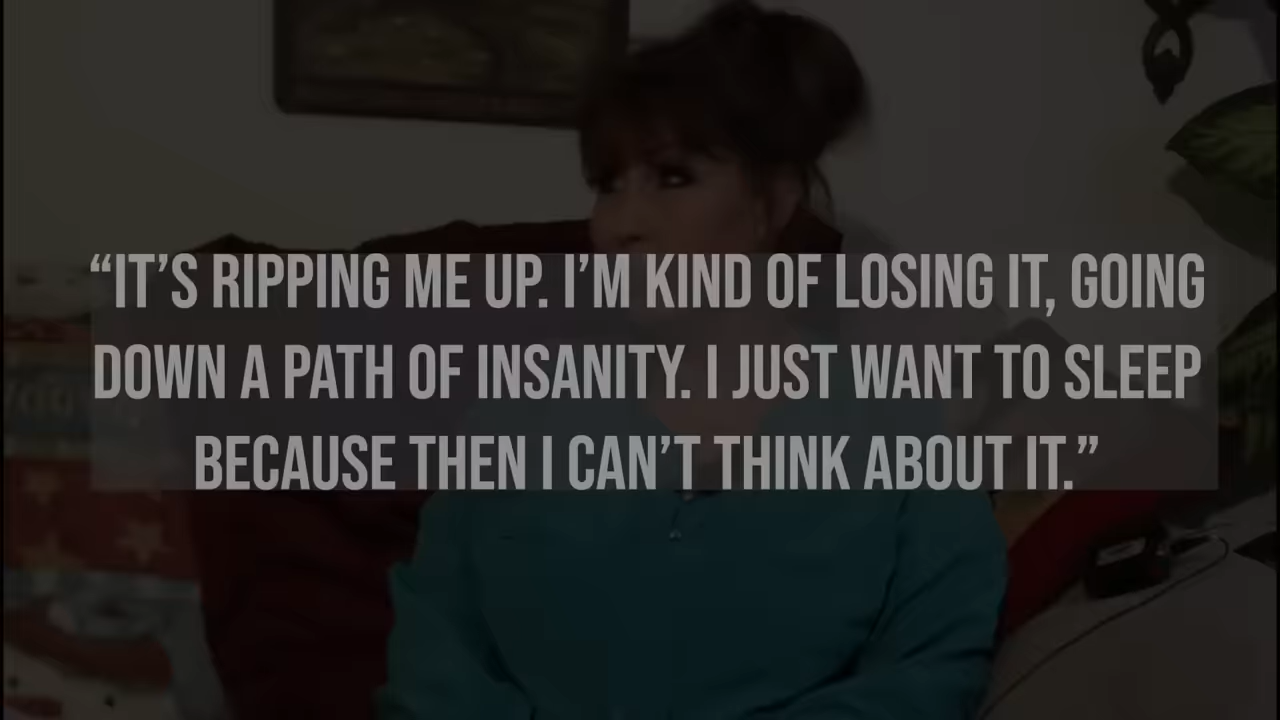 “IT’S RIPPING ME UP. I’M KIND OF LOSING IT, GOING
DOWN A PATH OF INSANITY. I JUST WANT TO SLEEP
BECAUSE THEN I CAN’T THINK ABOUT IT.”